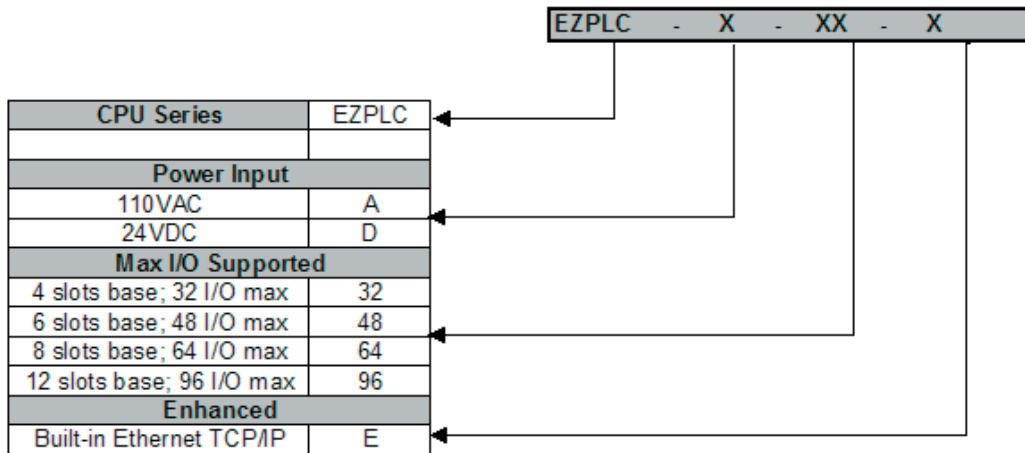 EZPLC - X - XX - X
CPU Series EZPLC
Power Input
110VAC A
24VDC D
Max I/O Supported
4 slots base; 32 I/O max 32
6 slots base; 48 I/O max 48
8 slots base; 64 I/O max 64
12 slots base; 96 I/O max 96
Enhanced
Built-in Ethernet TCP/IP E